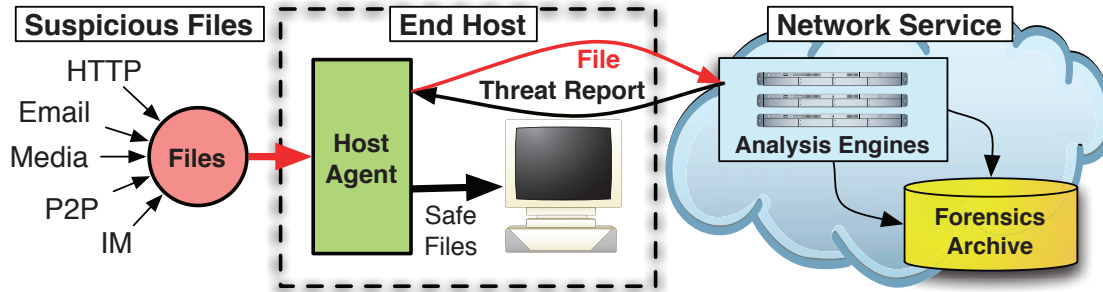 Suspicious Files
HTTP
Email
Media
P2P
IM
Files
End Host
Host
Agent
File
Threat Report
Safe
Files
Network Service
Analysis Engines
Forensics
Archive